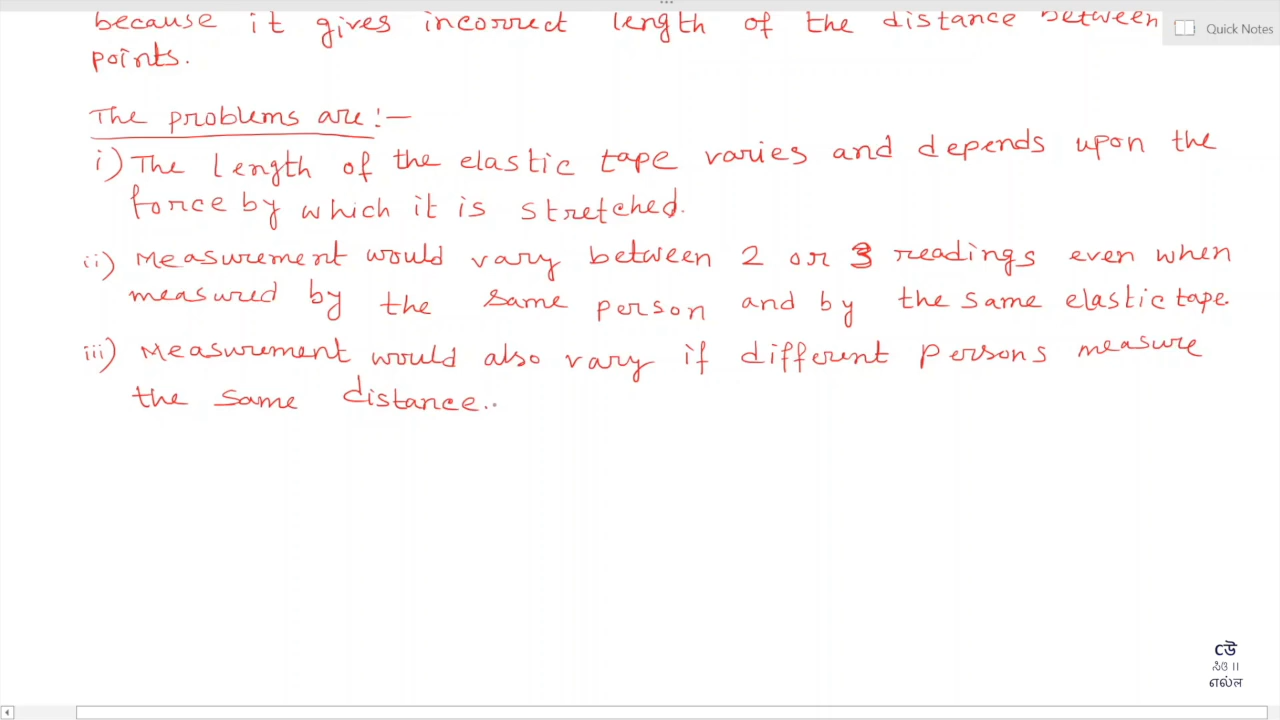 because it gives incorrect length of the distance between
points.
Quick Notes
The problems are:-
i) The length of the elastic tape varies and depends upon the
force by which it is stretched.
ii) Measurement would vary between 2 or 3 readings even when
measured by the same person and by the same elastic tape.
iii) Measurement would also vary if different persons measure
the same distance.
எல்ல